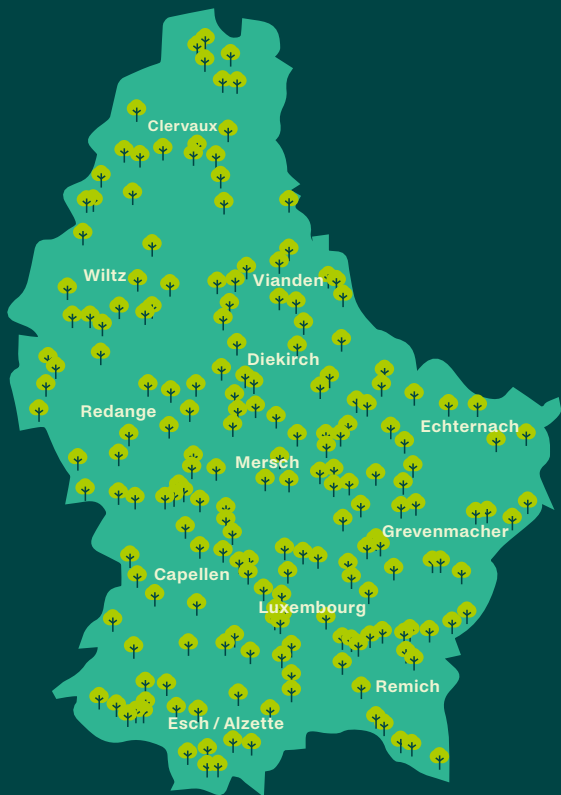 Clervaux
Wiltz
Vianden
Diekirch
Redange
Echternach
Mersch
Grevenmacher
Capellen
Luxembourg
Remich
Esch / Alzette